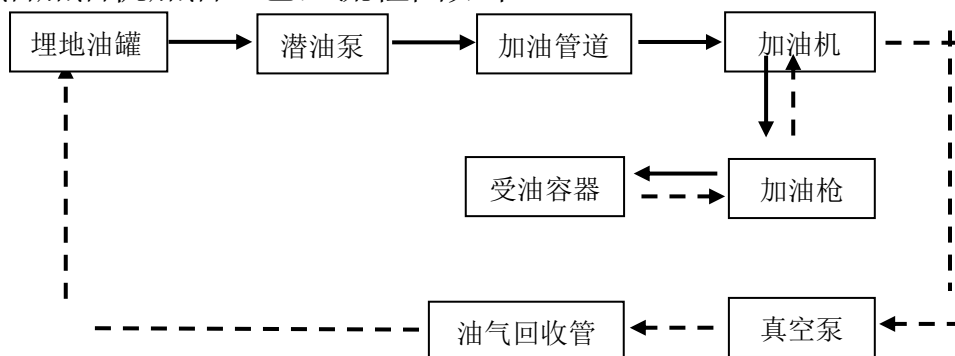 埋地油罐
潜油泵
加油管道
加油机
受油容器
加油枪
油气回收管
真空泵